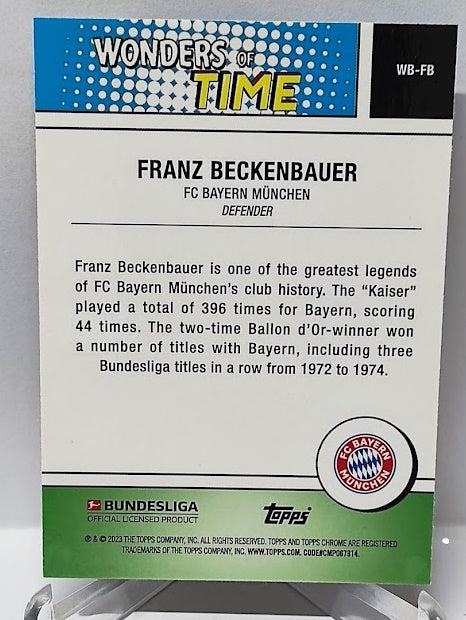 WONDERS OF
TIME
WB-FB
FRANZ BECKENBAUER
FC BAYERN MÜNCHEN
DEFENDER
Franz Beckenbauer is one of the greatest legends
of FC Bayern München's club history. The “Kaiser”
played a total of 396 times for Bayern, scoring
44 times. The two-time Ballon d'Or-winner won
a number of titles with Bayern, including three
Bundesliga titles in a row from 1972 to 1974.
FC BAYERN
MÜNCHEN
BUNDESLIGA
OFFICIAL LICENSED PRODUCT
Topps
® & © 2023 THE TOPPS COMPANY, INC. ALL RIGHTS RESERVED. TOPPS AND TOPPS CHROME ARE REGISTERED
TRADEMARKS OF THE TOPPS COMPANY, INC. WWW.TOPPS.COM. CODE#CMP067914.